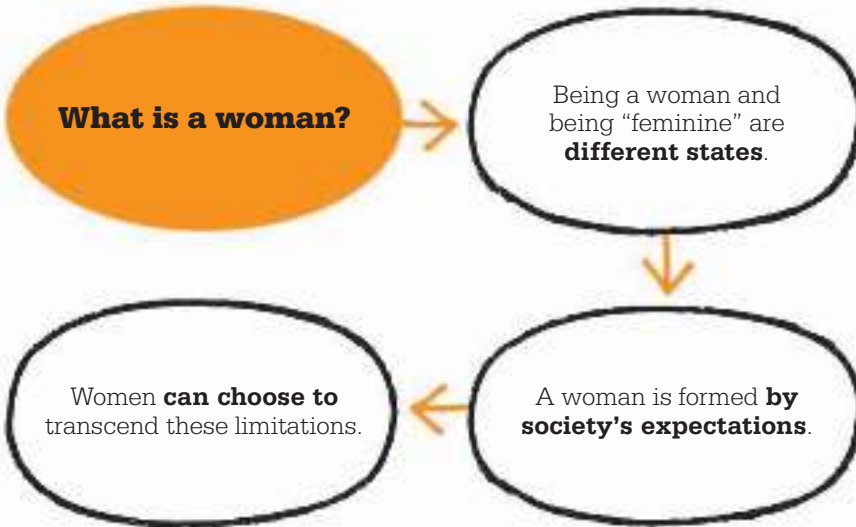 What is a woman?
Being a woman and
being “feminine” are
different states.
A woman is formed by
society’s expectations.
Women can choose to
transcend these limitations.